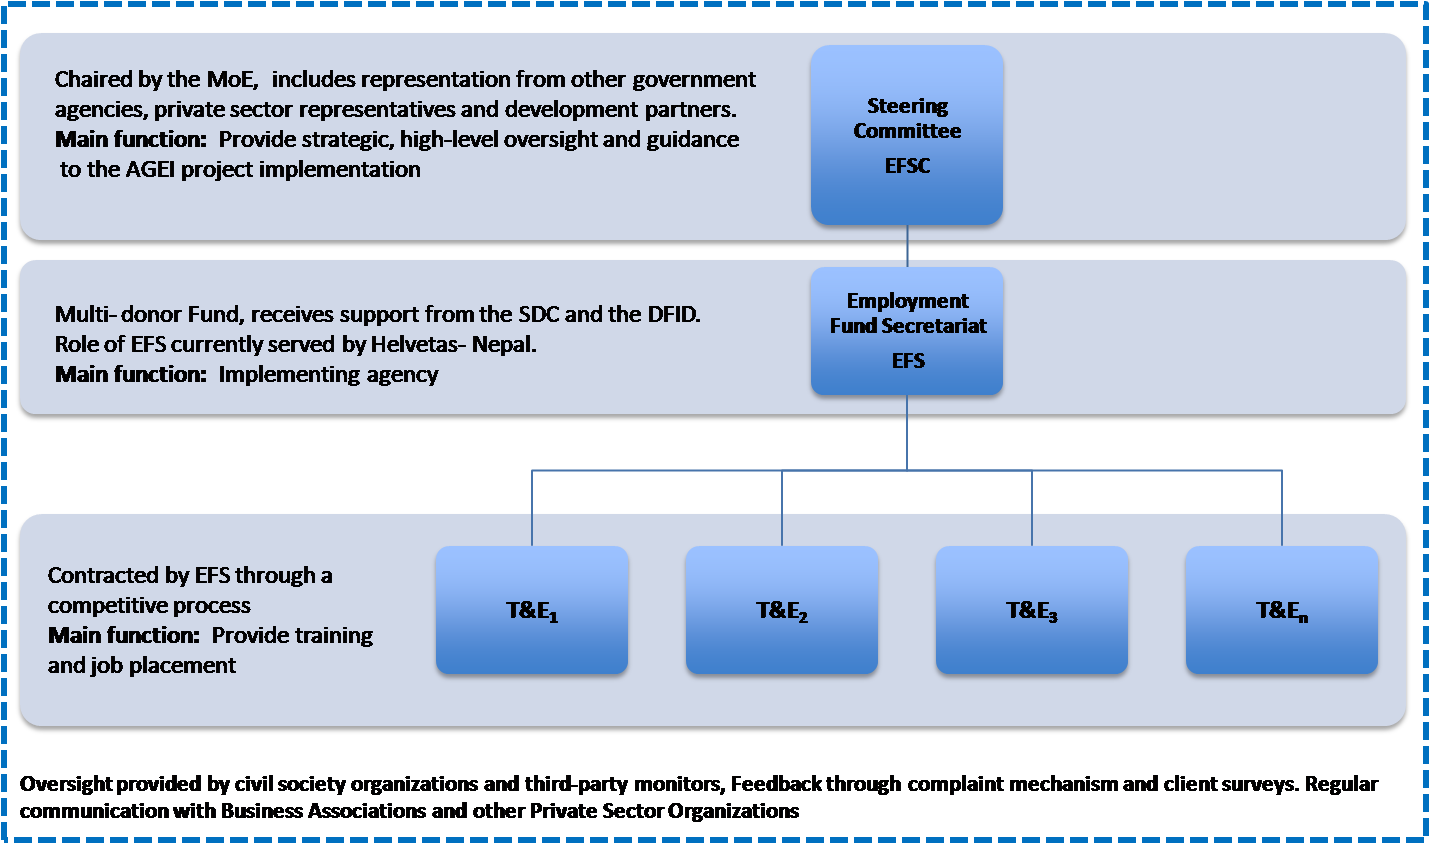 Chaired by the MoE,  includes representation from other government
agencies, private sector representatives and development partners.
Main function:  Provide strategic, high-level oversight and guidance
to the AGEI project implementation
Steering
Committee
EFSC
Multi- donor Fund, receives support from the SDC and the DFID.
Role of EFS currently served by Helvetas- Nepal.
Main function:  Implementing agency
Employment
Fund Secretariat
EFS
Contracted by EFS through a
competitive process
Main function:  Provide training
and job placement
T&E1
T&E2
T&E3
T&En
Oversight provided by civil society organizations and third-party monitors, Feedback through complaint mechanism and client surveys. Regular
communication with Business Associations and other Private Sector Organizations